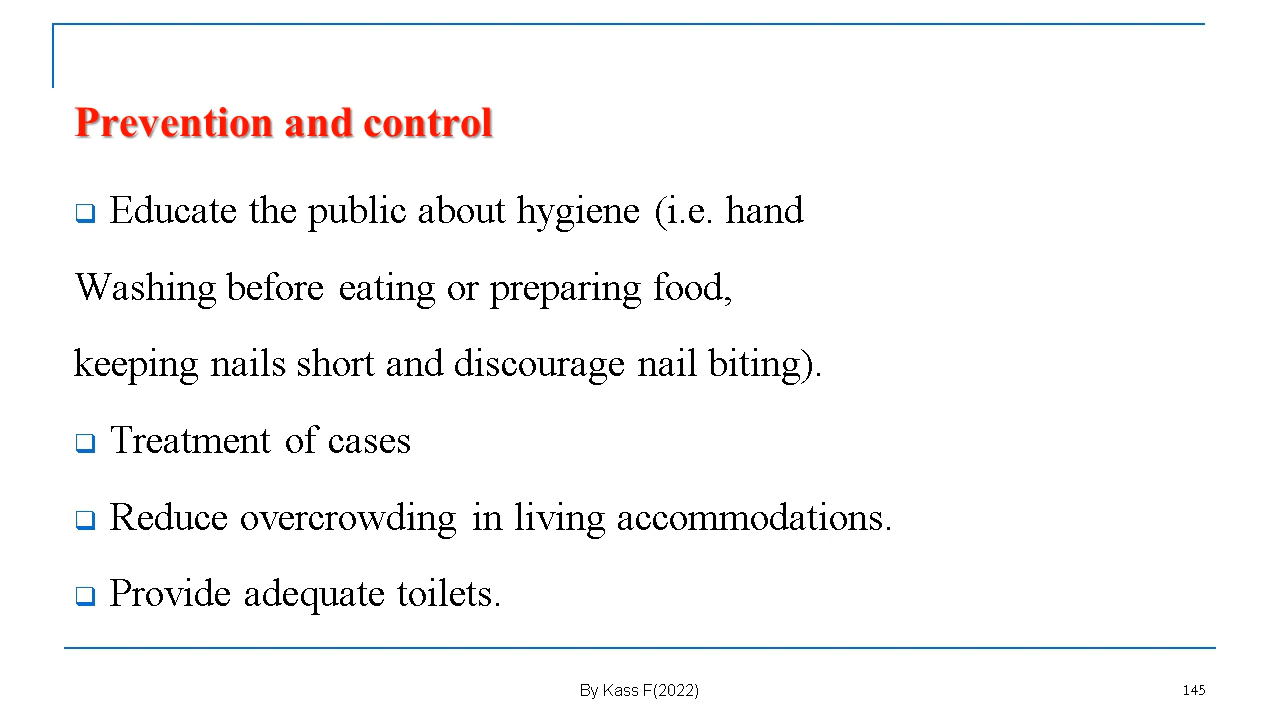 Prevention and control
❑ Educate the public about hygiene (i.e. hand
Washing before eating or preparing food,
keeping nails short and discourage nail biting).
❑ Treatment of cases
❑ Reduce overcrowding in living accommodations.
❑ Provide adequate toilets.
By Kass F(2022)
145